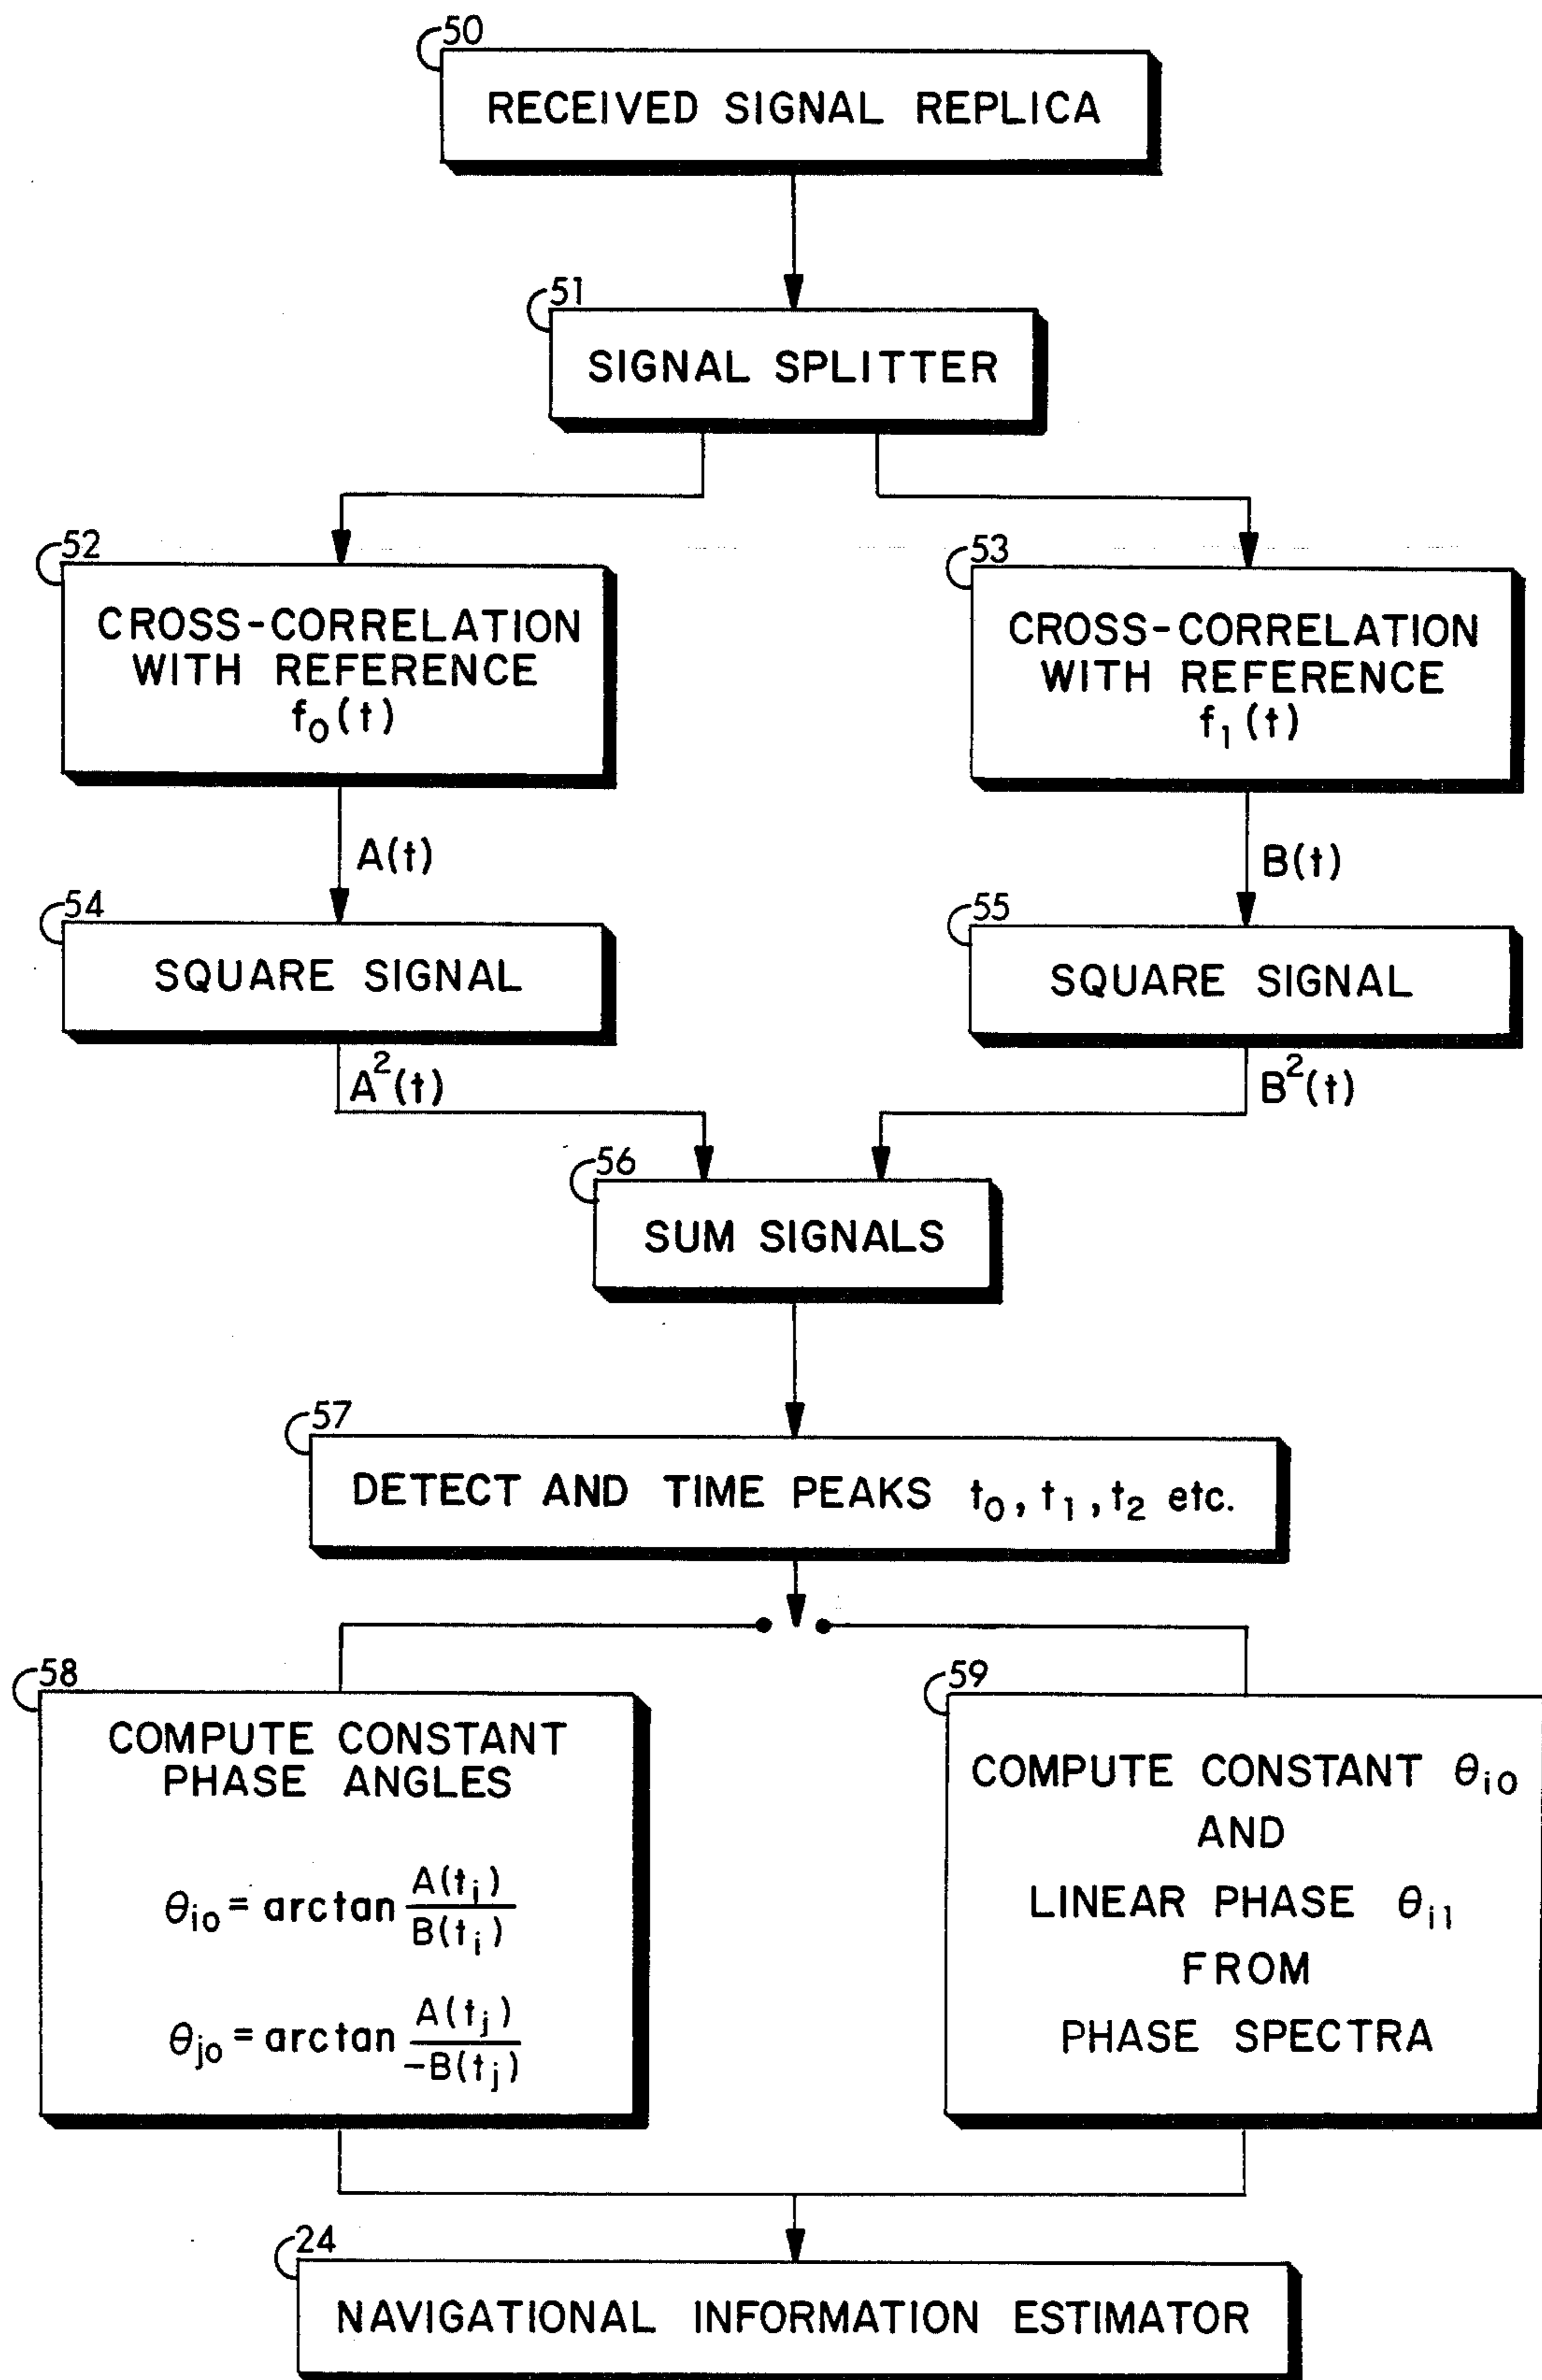 50
RECEIVED SIGNAL REPLICA
51
SIGNAL SPLITTER
52
CROSS-CORRELATION
WITH REFERENCE
f₀(t)
53
CROSS-CORRELATION
WITH REFERENCE
f₁(t)
A(t)
B(t)
54
SQUARE SIGNAL
55
SQUARE SIGNAL
A²(t)
B²(t)
56
SUM SIGNALS
57
DETECT AND TIME PEAKS t₀, t₁, t₂ etc.
58
COMPUTE CONSTANT
PHASE ANGLES
θᵢ₀ = arctan A(tᵢ)/B(tᵢ)
θⱼ₀ = arctan A(tⱼ)/-B(tⱼ)
59
COMPUTE CONSTANT θᵢ₀
AND
LINEAR PHASE θᵢ₁
FROM
PHASE SPECTRA
24
NAVIGATIONAL INFORMATION ESTIMATOR